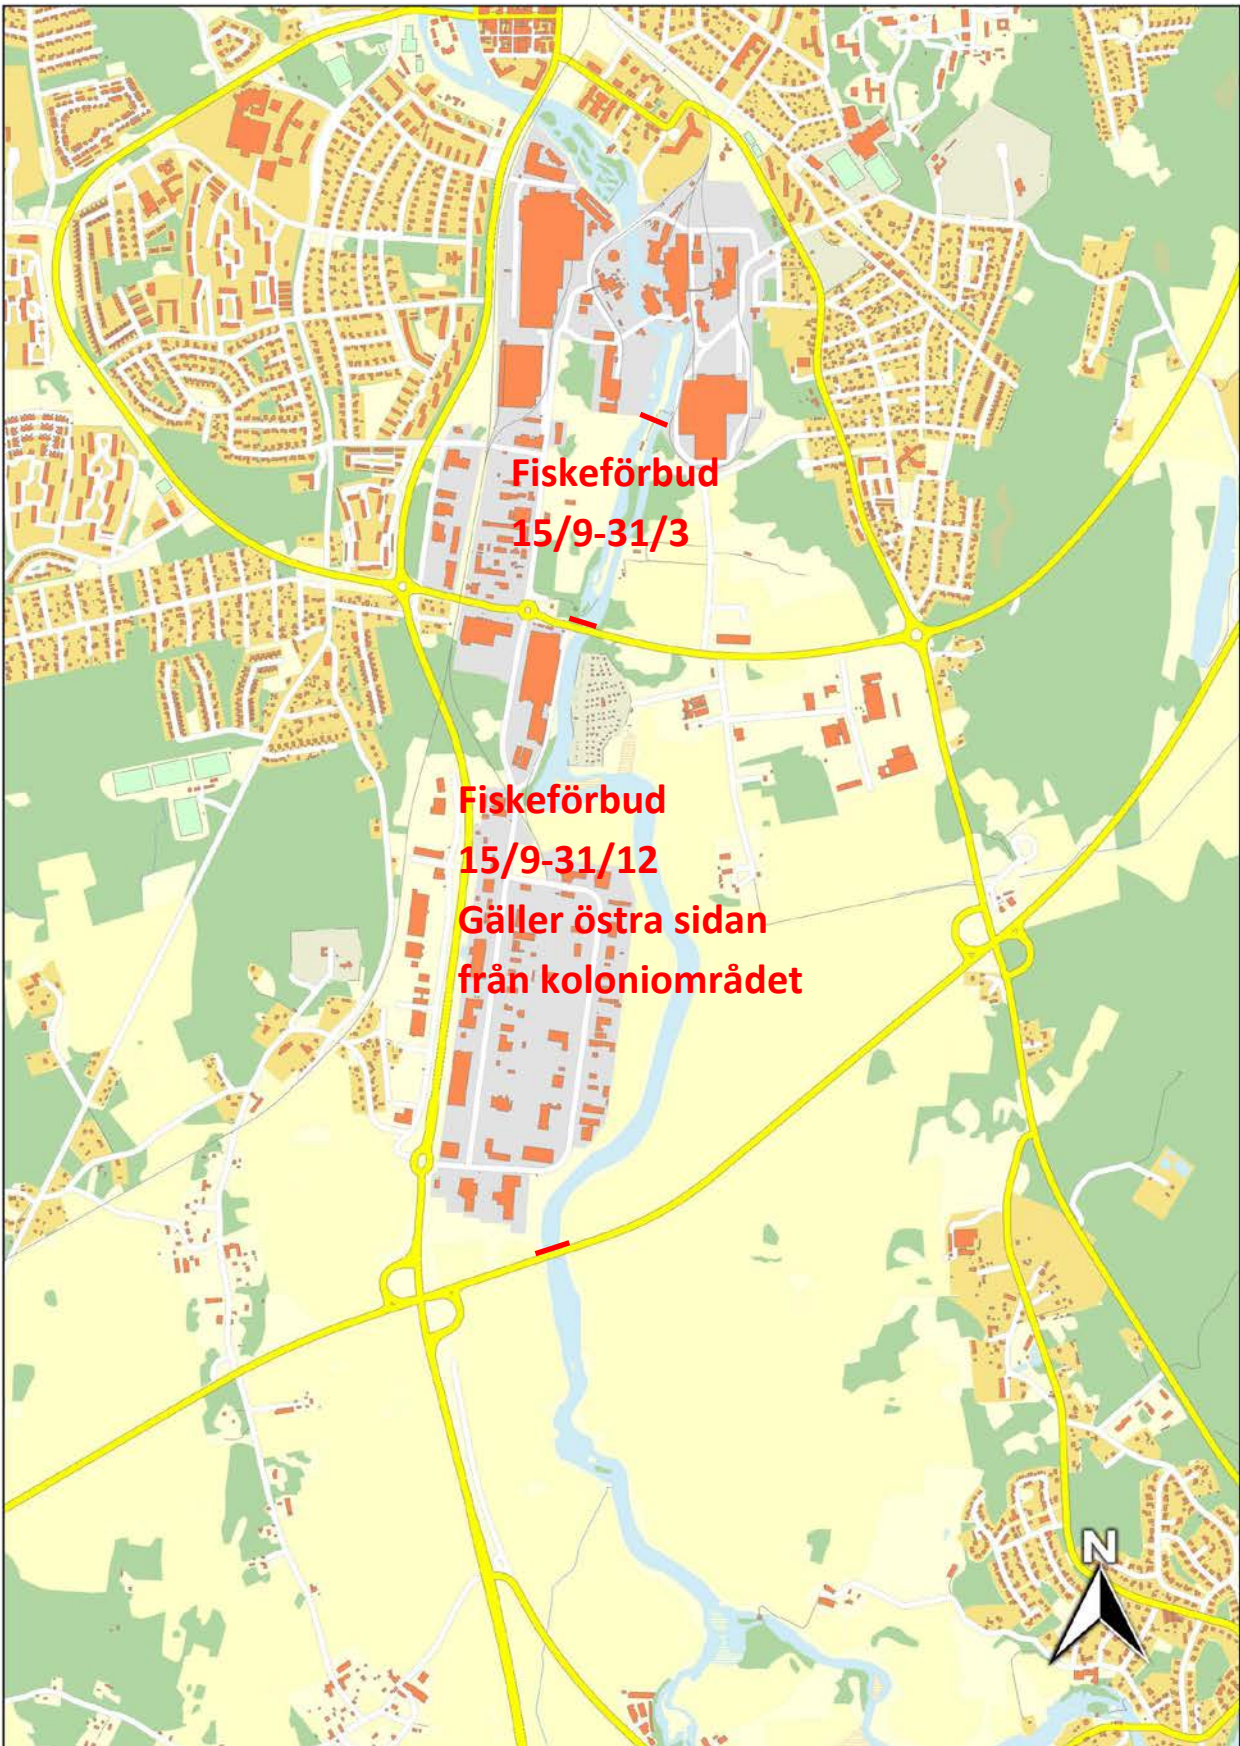 Fiskeförbud
15/9-31/3
Fiskeförbud
15/9-31/12
Gäller östra sidan
från koloniområdet
N